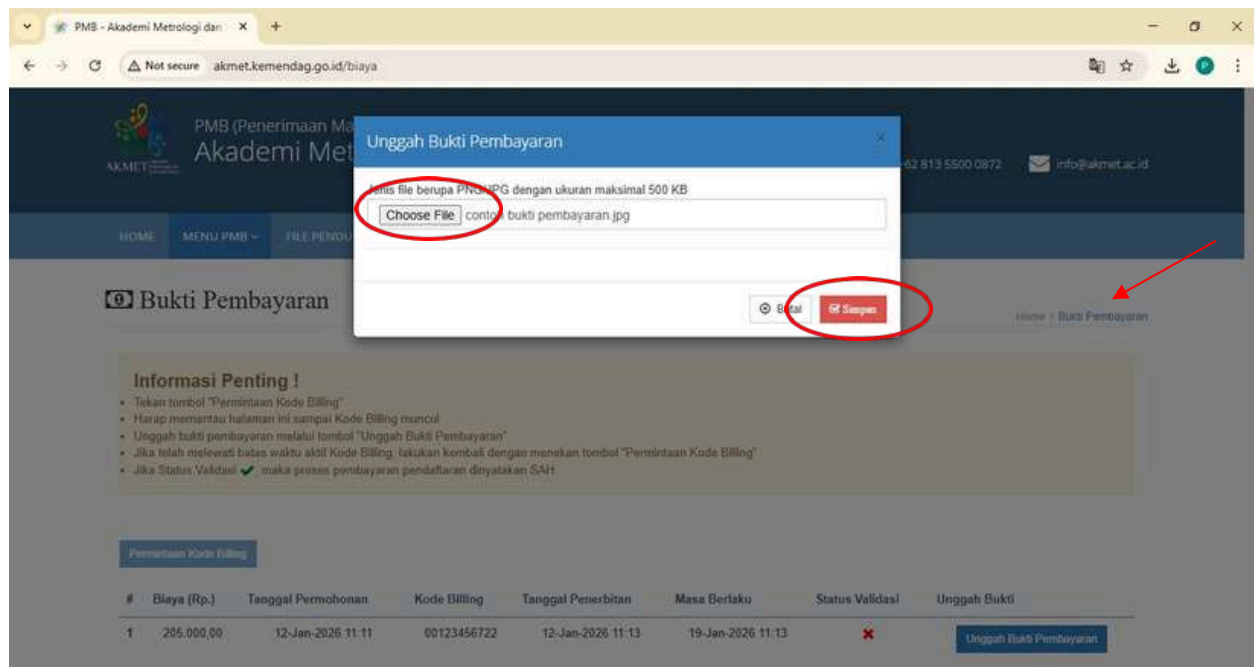 PMB - Akademi Metrologi dan
Not secure akmet.kemendag.go.id/biaya
AKMET
PMB (Penerimaan Ma
Akademi Met
62 813 5500 0872
info@akmet.ac.id
Unggah Bukti Pembayaran
Jenis file berupa PNG/JPG dengan ukuran maksimal 500 KB
Choose File contoh bukti pembayaran.jpg
Batal
Simpan
HOME MENU PMB FILE PENDU
Bukti Pembayaran
Home Bukti Pembayaran
Informasi Penting !
Tekan tombol "Permintaan Kode Billing"
Harap memantau halaman ini sampai Kode Billing muncul
Unggah bukti pembayaran melalui tombol "Unggah Bukti Pembayaran"
Jika telah melewati batas waktu aktif Kode Billing, lakukan kembali dengan menekan tombol "Permintaan Kode Billing"
Jika Status Validasi ✔ maka proses pembayaran pendaftaran dinyatakan SAH.
Permintaan Kode Billing
# Biaya (Rp.) Tanggal Permohonan Kode Billing Tanggal Penerbitan Masa Berlaku Status Validasi Unggah Bukti
1 205.000,00 12-Jan-2026 11:11 00123456722 12-Jan-2026 11:13 19-Jan-2026 11:13 ✖ Unggah Bukti Pembayaran